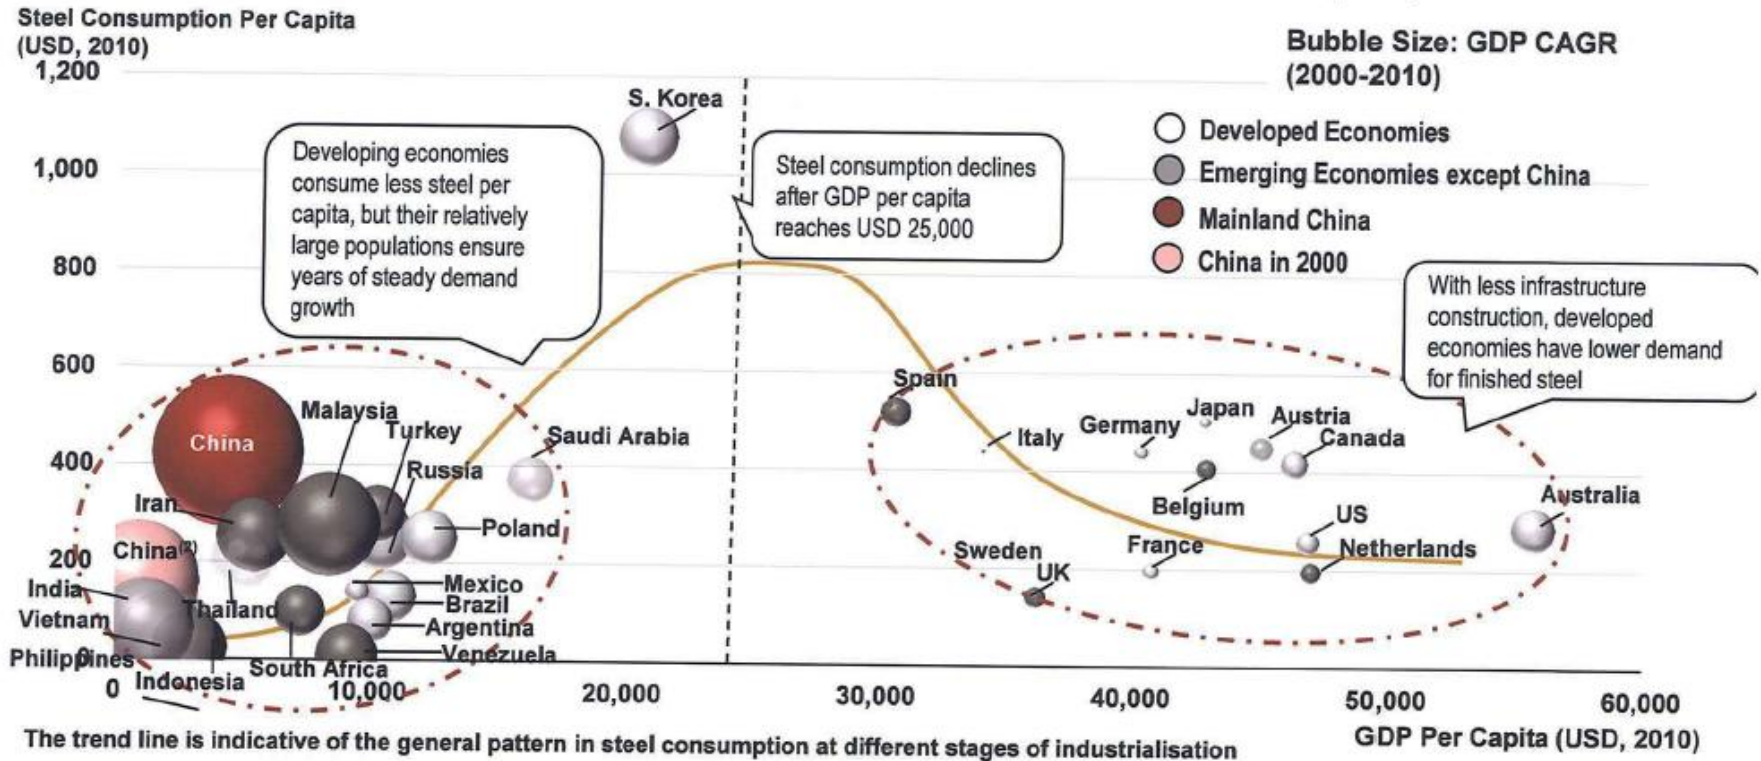 Steel Consumption Per Capita
(USD, 2010)
Bubble Size: GDP CAGR
(2000-2010)
Developed Economies
Emerging Economies except China
Mainland China
China in 2000
1,200
1,000
800
600
400
200
0
S. Korea
Developing economies
consume less steel per
capita, but their relatively
large populations ensure
years of steady demand
growth
Steel consumption declines
after GDP per capita
reaches USD 25,000
With less infrastructure
construction, developed
economies have lower demand
for finished steel
China
Malaysia
Turkey
Russia
Saudi Arabia
Iran
Poland
China(2)
India
Vietnam
Philippines
Thailand
Indonesia
South Africa
Mexico
Brazil
Argentina
Venezuela
Spain
Italy
Germany
Japan
Austria
Canada
Belgium
Australia
US
Netherlands
France
Sweden
UK
0
10,000
20,000
30,000
40,000
50,000
60,000
GDP Per Capita (USD, 2010)
The trend line is indicative of the general pattern in steel consumption at different stages of industrialisation